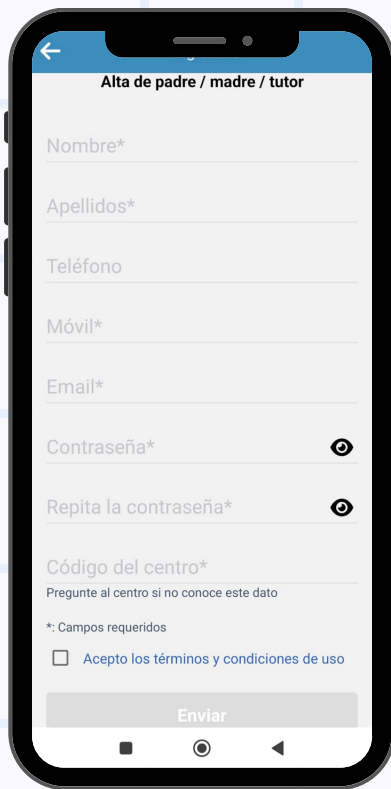 Alta de padre / madre / tutor
Nombre*
Apellidos*
Teléfono
Móvil*
Email*
Contraseña*
Repita la contraseña*
Código del centro*
Pregunte al centro si no conoce este dato
*: Campos requeridos
Acepto los términos y condiciones de uso
Enviar